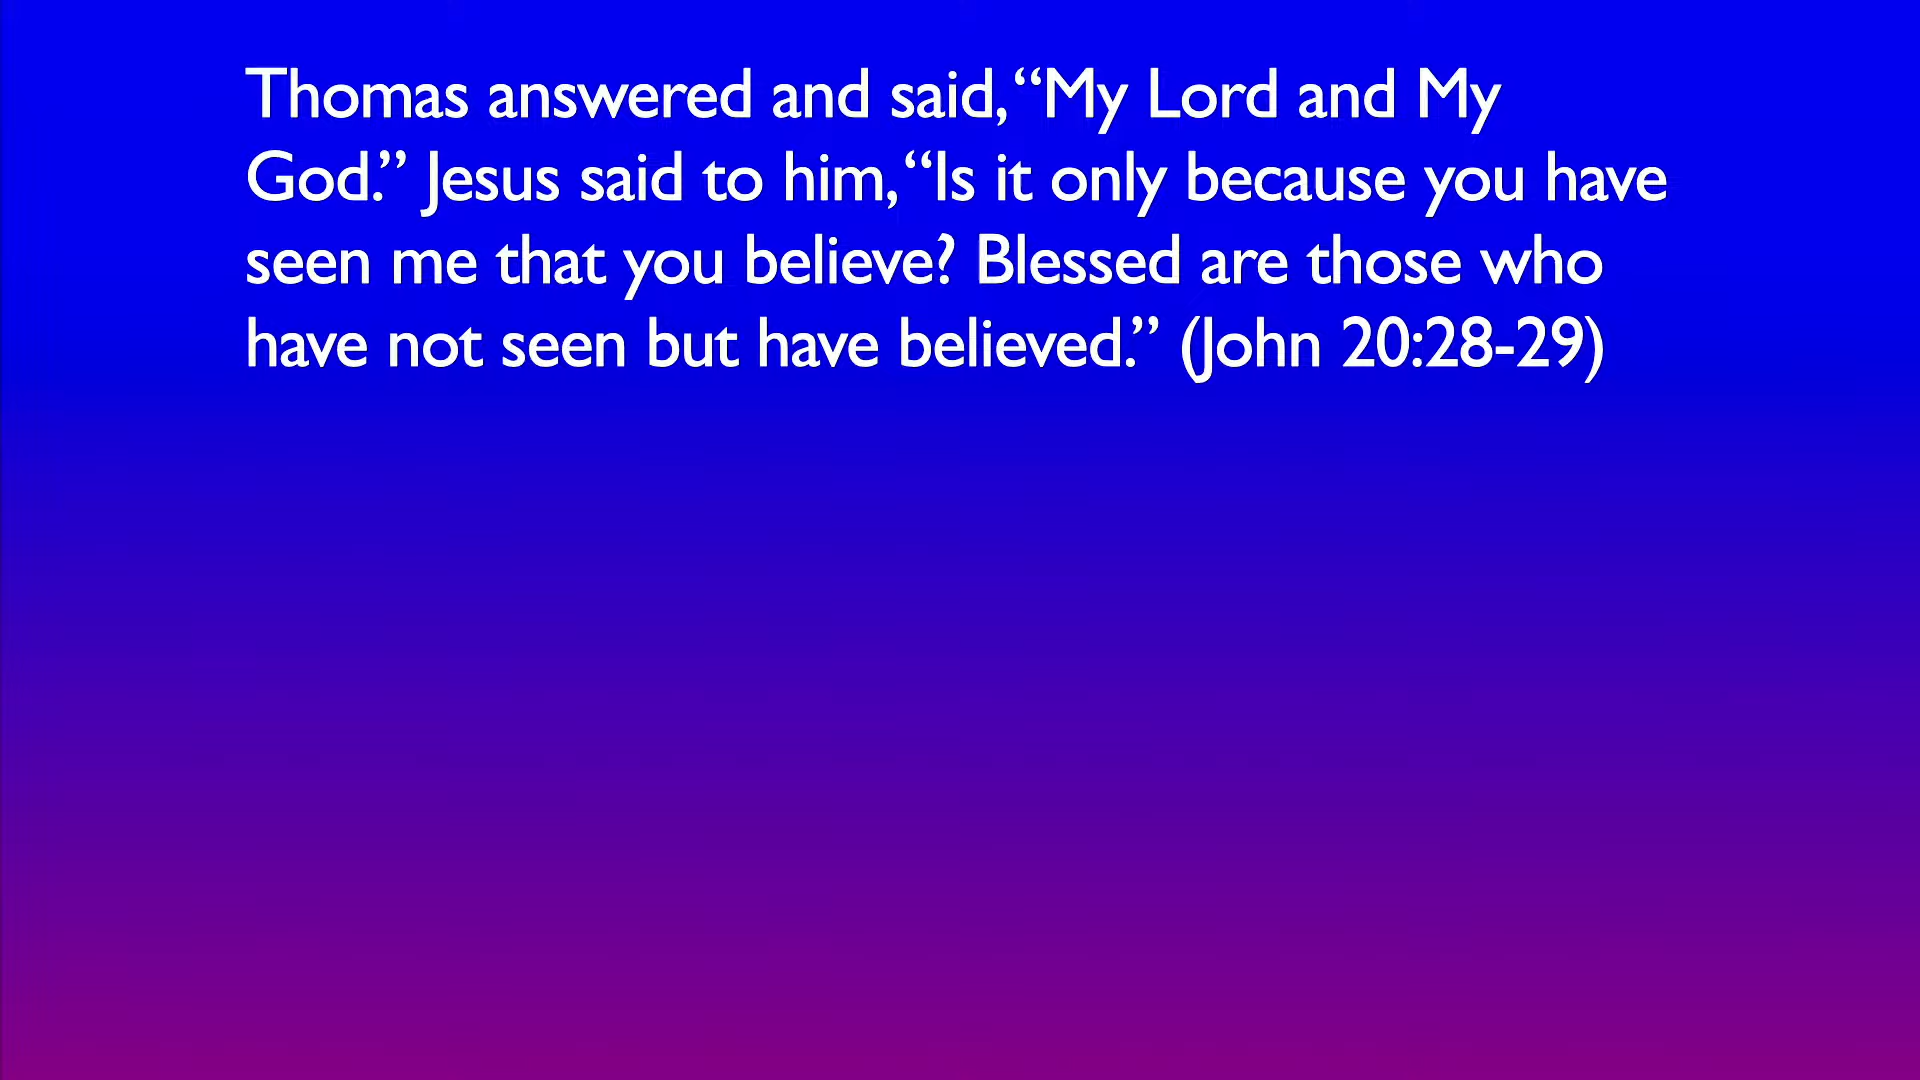 Thomas answered and said, “My Lord and My
God.” Jesus said to him, “Is it only because you have
seen me that you believe? Blessed are those who
have not seen but have believed.” (John 20:28-29)